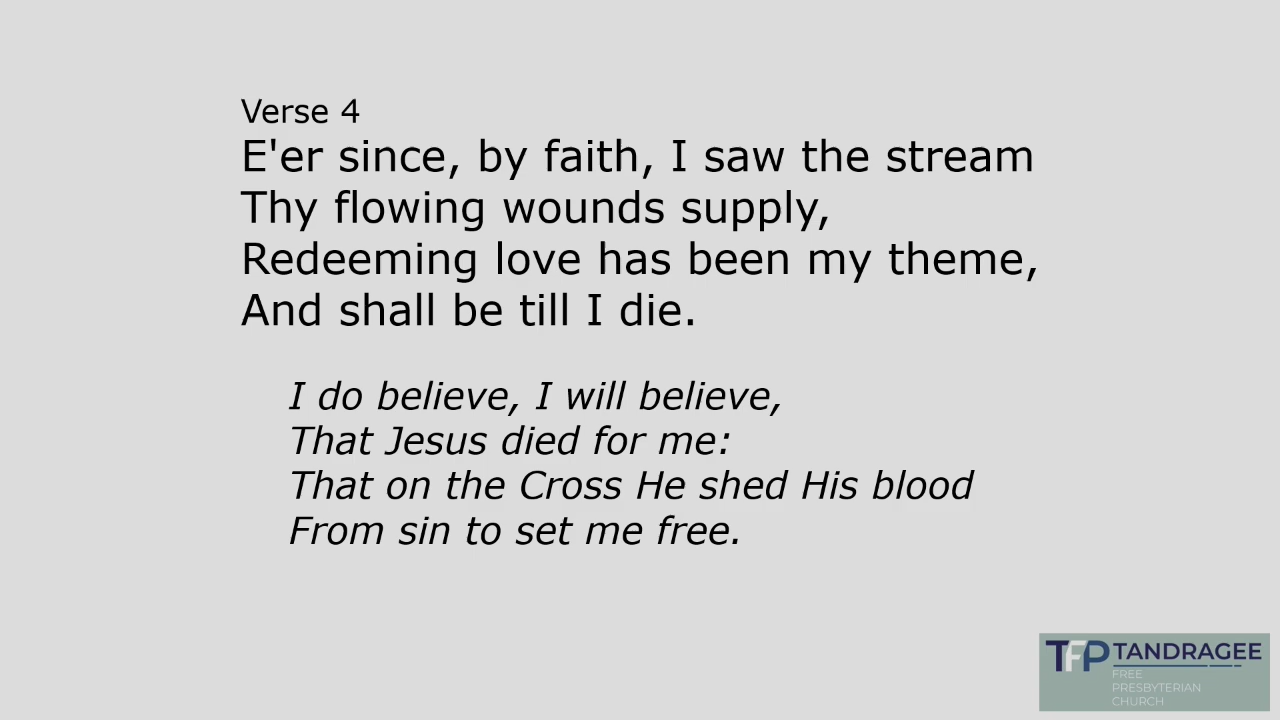 Verse 4
E'er since, by faith, I saw the stream
Thy flowing wounds supply,
Redeeming love has been my theme,
And shall be till I die.
I do believe, I will believe,
That Jesus died for me:
That on the Cross He shed His blood
From sin to set me free.
TFP TANDRAGEE
FREE
PRESBYTERIAN
CHURCH